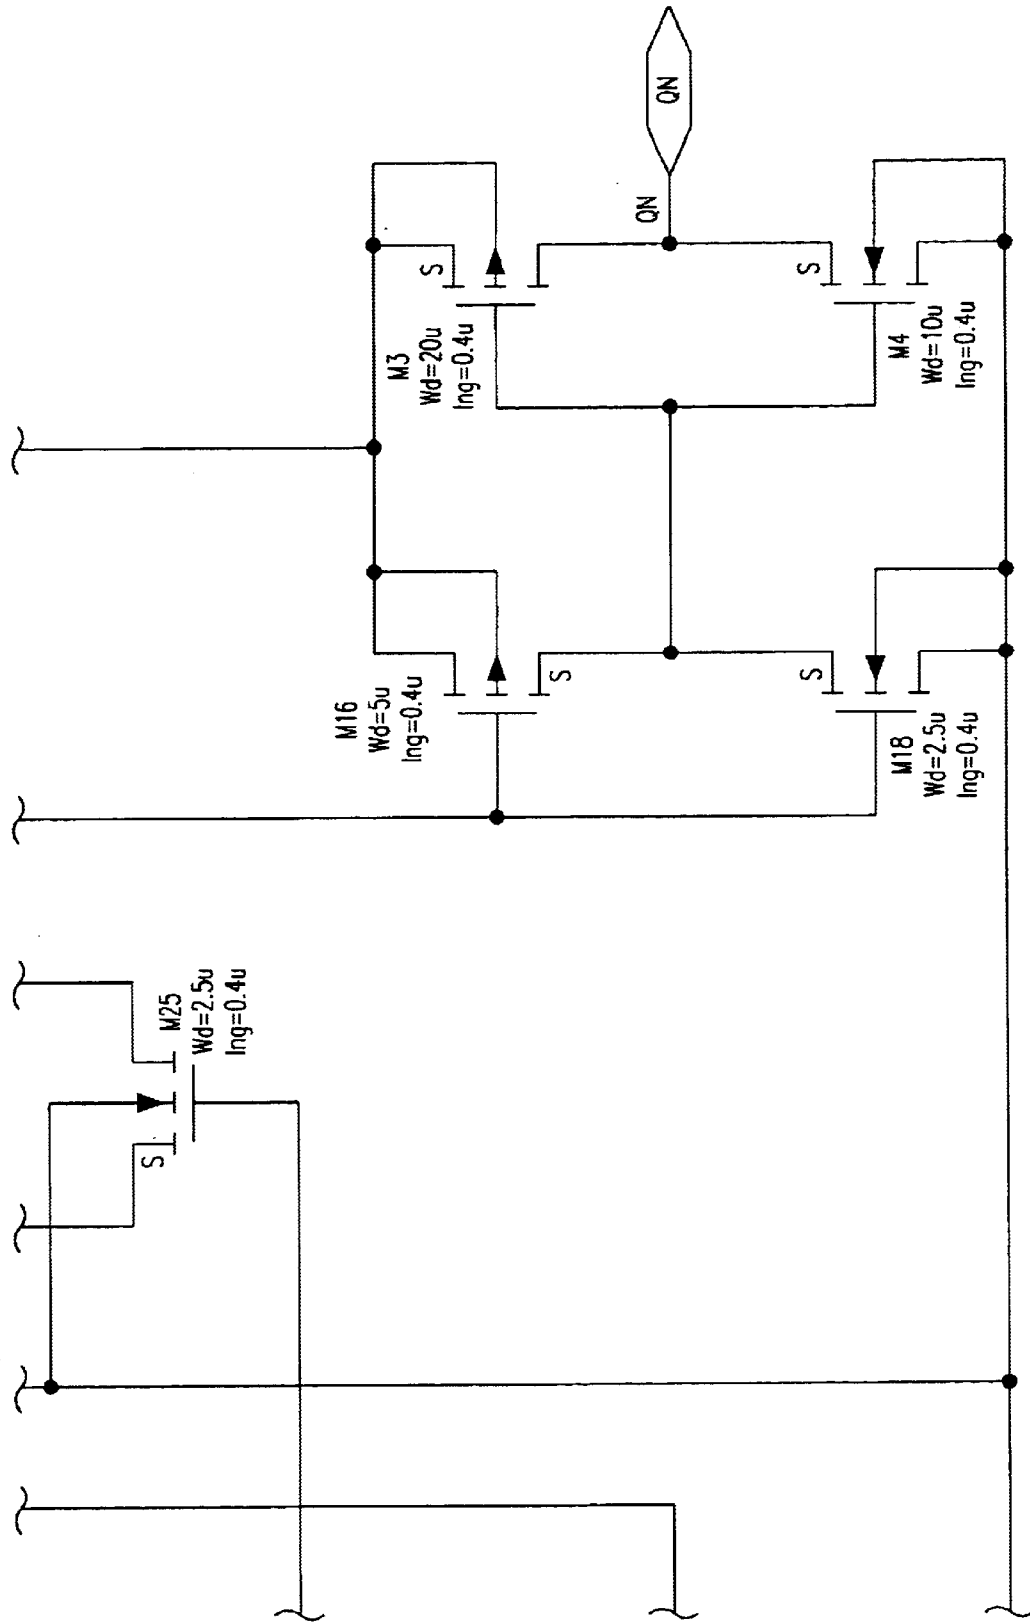 QN
QN
S
M3
Wd=20u
lng=0.4u
S
M4
Wd=10u
lng=0.4u
M16
Wd=5u
lng=0.4u
S
S
M18
Wd=2.5u
lng=0.4u
M25
Wd=2.5u
lng=0.4u
S